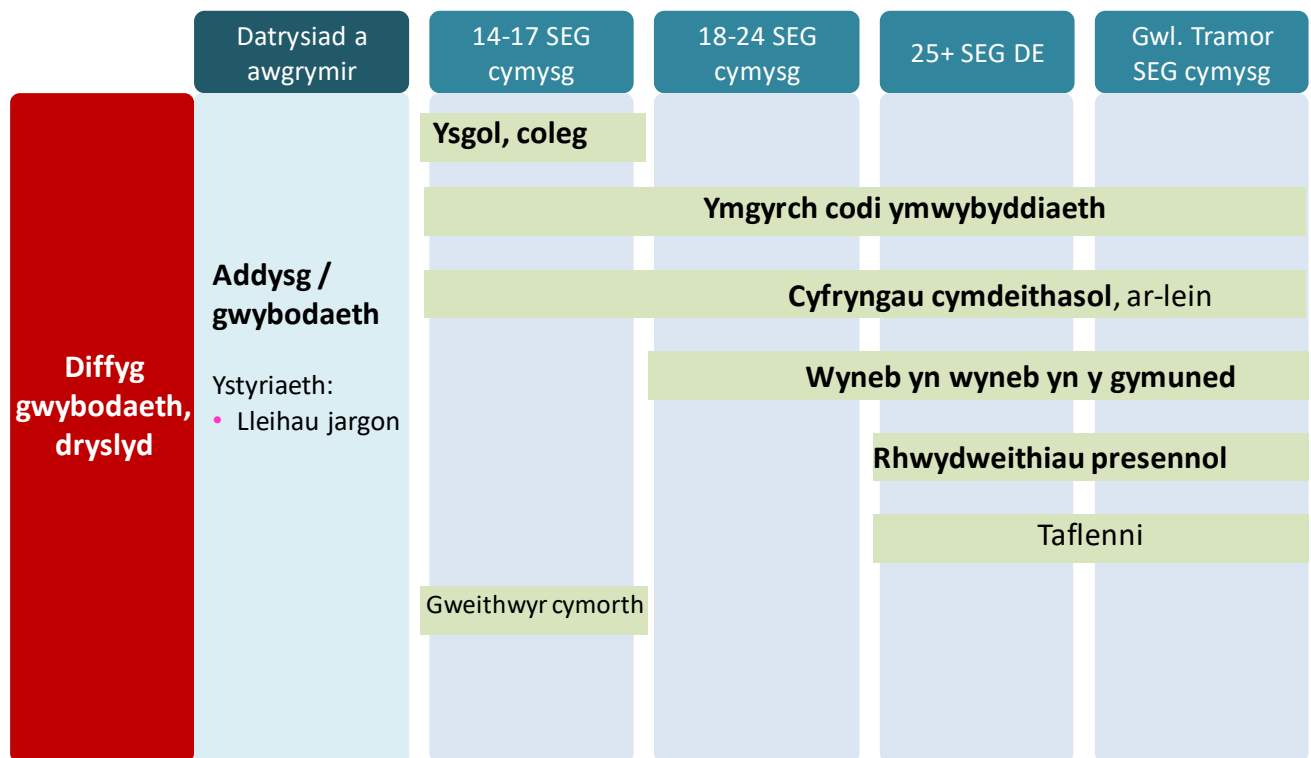 Datrysiad a
awgrymir
14-17 SEG
cymysg
18-24 SEG
cymysg
25+ SEG DE
Gwl. Tramor
SEG cymysg
Diffyg
gwybodaeth,
dryslyd
Addysg /
gwybodaeth
Ystyriaeth:
• Lleihau jargon
Ysgol, coleg
Ymgyrch codi ymwybyddiaeth
Cyfryngau cymdeithasol, ar-lein
Wyneb yn wyneb yn y gymuned
Rhwydweithiau presennol
Taflenni
Gweithwyr cymorth